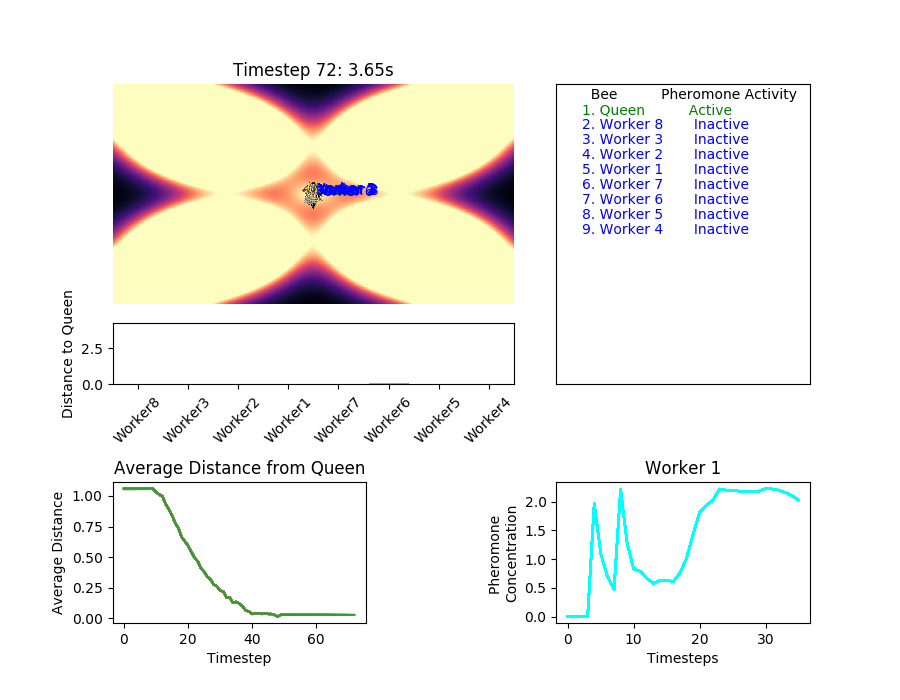 Timestep 72: 3.65s
Bee Pheromone Activity
1. Queen Active
2. Worker 8 Inactive
3. Worker 3 Inactive
4. Worker 2 Inactive
5. Worker 1 Inactive
6. Worker 7 Inactive
7. Worker 6 Inactive
8. Worker 5 Inactive
9. Worker 4 Inactive
Worker
Distance to Queen
2.5
0.0
Worker8
Worker3
Worker2
Worker1
Worker7
Worker6
Worker5
Worker4
Average Distance from Queen
Average Distance
1.00
0.75
0.50
0.25
0.00
0 20 40 60
Timestep
Worker 1
Pheromone
Concentration
2.0
1.5
1.0
0.5
0.0
0 10 20 30
Timesteps